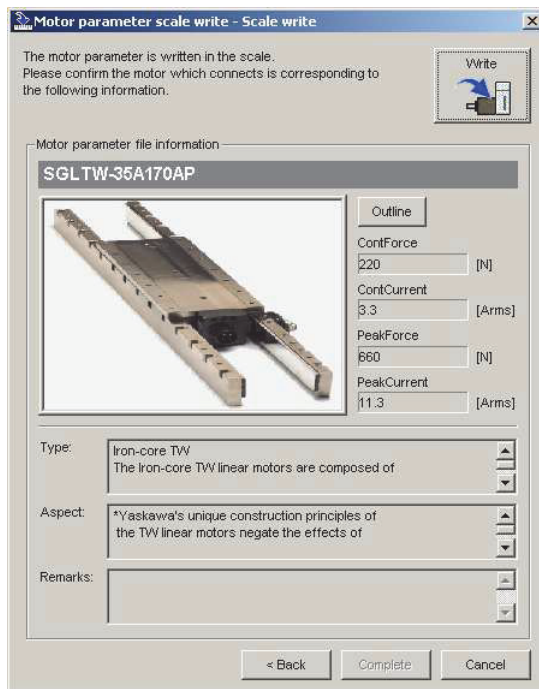 Motor parameter scale write - Scale write
The motor parameter is written in the scale.
Please confirm the motor which connects is corresponding to
the following information.
Write
Motor parameter file information
SGLTW-35A170AP
Outline
ContForce
220 [N]
ContCurrent
3.3 [Arms]
PeakForce
660 [N]
PeakCurrent
11.3 [Arms]
Type:
Iron-core TW
The Iron-core TW linear motors are composed of
Aspect:
*Yaskawa's unique construction principles of
the TW linear motors negate the effects of
Remarks:
< Back
Complete
Cancel